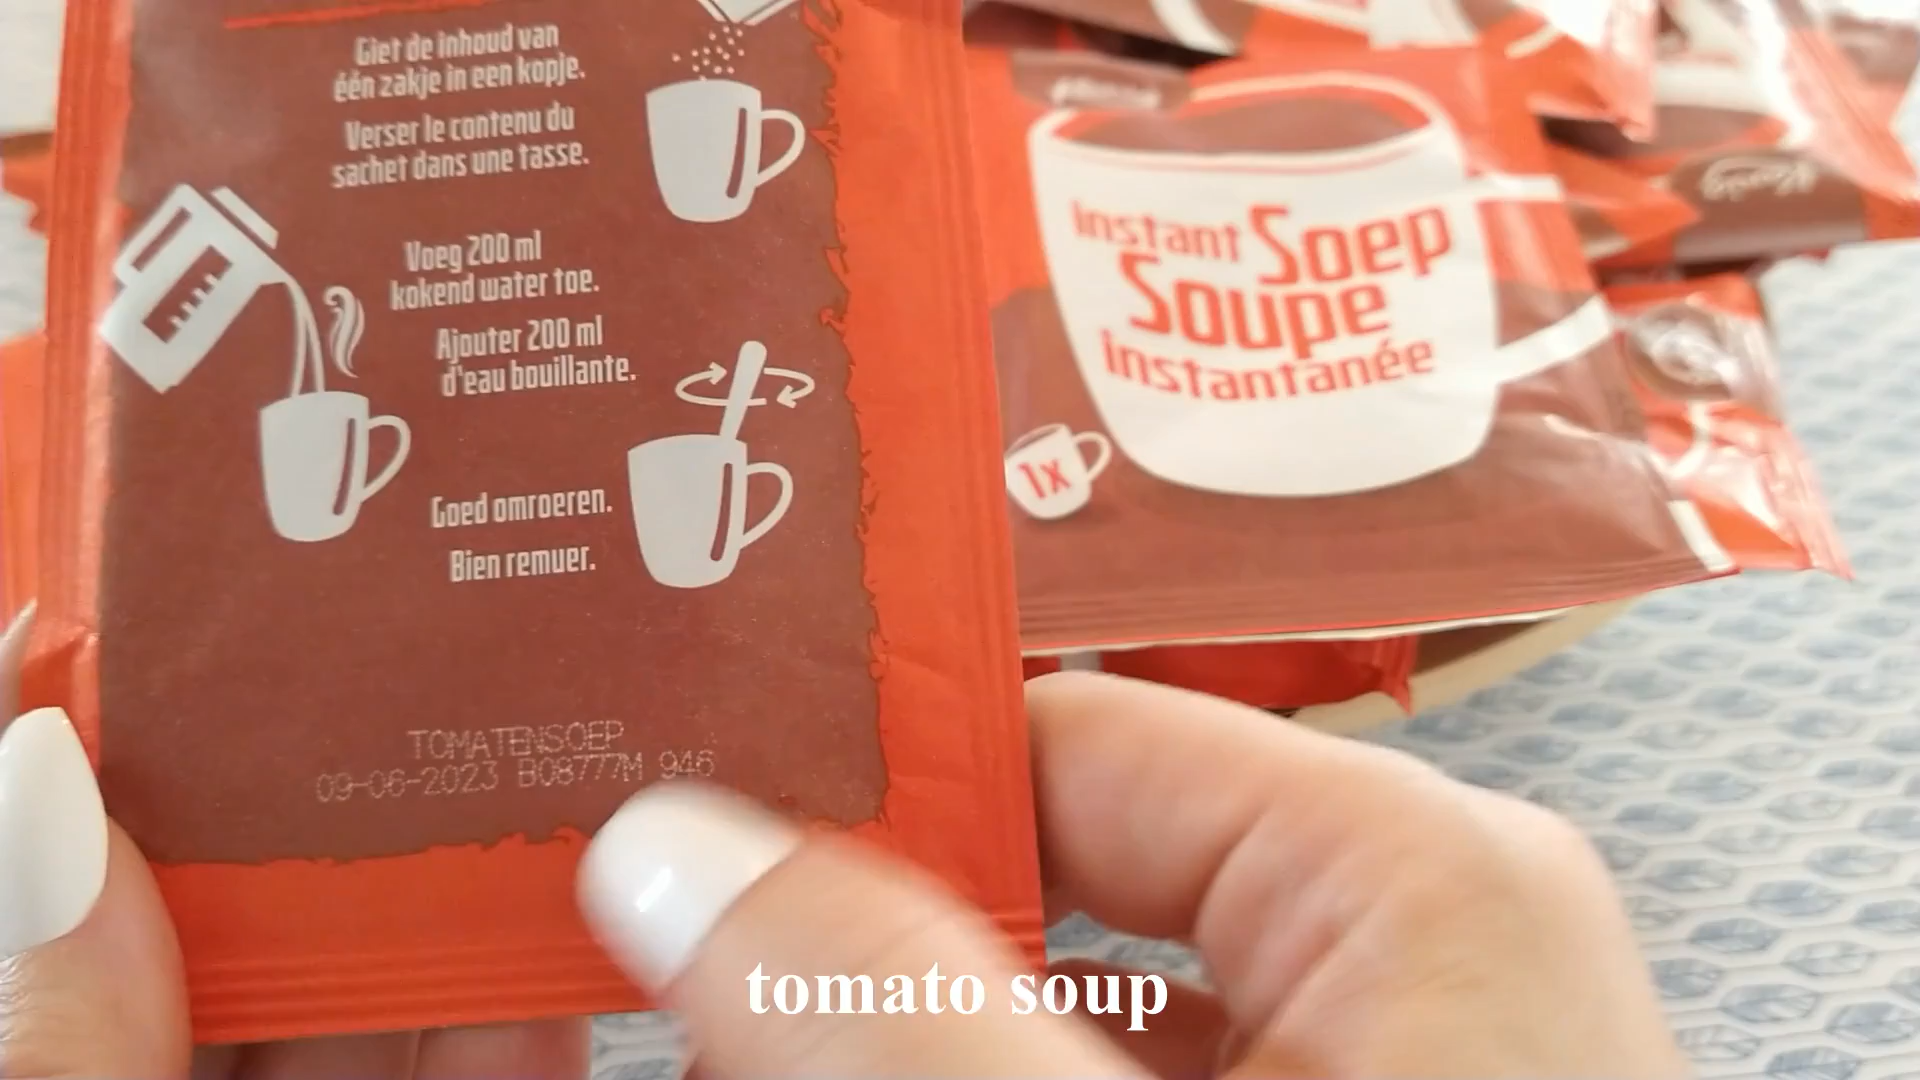 Giet de inhoud van
één zakje in een kopje.
Verser le contenu du
sachet dans une tasse.
Voeg 200 ml
kokend water toe.
Ajouter 200 ml
d'eau bouillante.
Goed omroeren.
Bien remuer.
TOMATENSOEP
09-06-2023 B08777M 946
instant Soep
Soupe
instantanée
1x
tomato soup